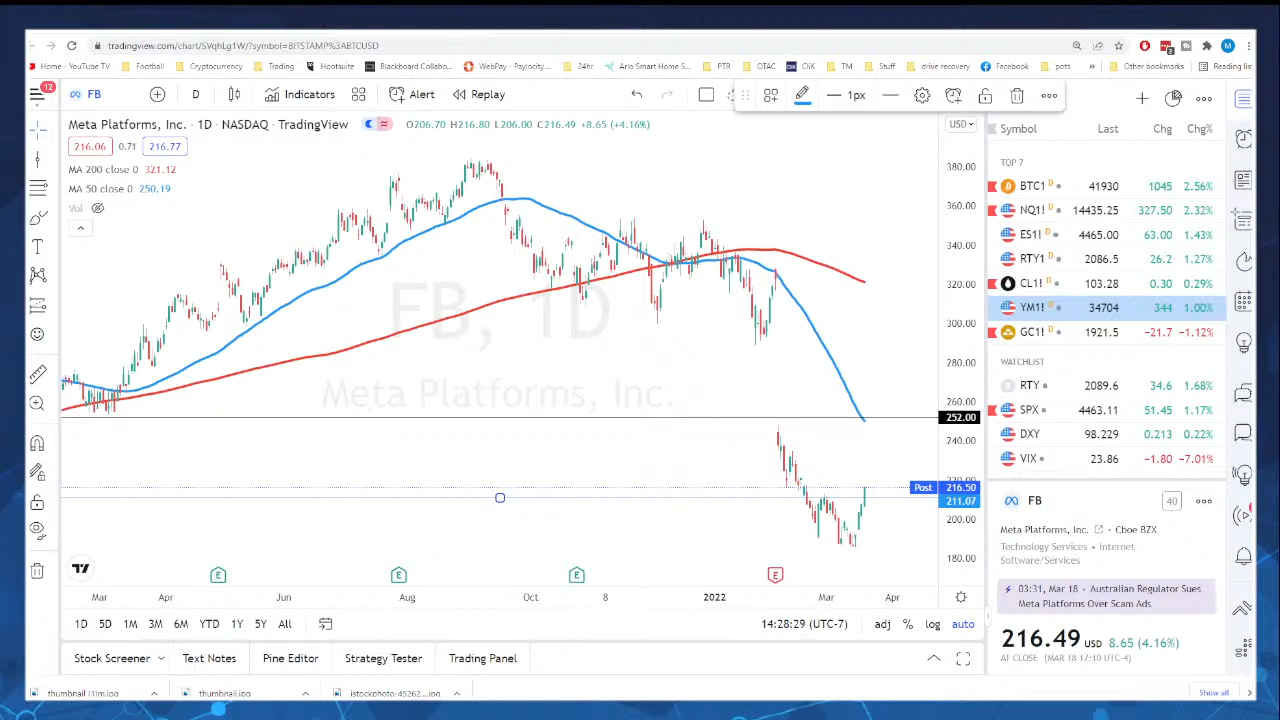 tradingview.com/chart/SVqhLg1W/?symbol=BITSTAMP%3ABTCUSD
Home - YouTube TV Football Cryptocurrency Trading Hootsuite Blackboard Collabo... WebPay - Paylocity... 24hr Arlo Smart Home S... PTR OTAC Clik TM Stuff drive recovery Facebook pots » Other bookmarks Reading list
12 FB D Indicators Alert Replay 1px
Meta Platforms, Inc. · 1D · NASDAQ · TradingView O206.70 H216.80 L206.00 C216.49 +8.65 (+4.16%)
216.06 0.71 216.77
MA 200 close 0 321.12
MA 50 close 0 250.19
Vol
FB, 1D
Meta Platforms, Inc.
USD
380.00
360.00
340.00
320.00
300.00
280.00
260.00
252.00
240.00
220.00
Post 216.50
211.07
200.00
180.00
E E E E
Mar Apr Jun Aug Oct 8 2022 Mar Apr
1D 5D 1M 3M 6M YTD 1Y 5Y All 14:28:29 (UTC-7) adj % log auto
Stock Screener Text Notes Pine Editor Strategy Tester Trading Panel
Symbol Last Chg Chg%
TOP 7
BTC1 D 41930 1045 2.56%
NQ1! D 14435.25 327.50 2.32%
ES1! D 4465.00 63.00 1.43%
RTY1 D 2086.5 26.2 1.27%
CL1! D 103.28 0.30 0.29%
YM1! D 34704 344 1.00%
GC1! D 1921.5 −21.7 −1.12%
WATCHLIST
RTY 2089.6 34.6 1.68%
SPX 4463.11 51.45 1.17%
DXY 98.229 0.213 0.22%
VIX 23.86 −1.80 −7.01%
FB 40
Meta Platforms, Inc. · Cboe BZX
Technology Services · Internet
Software/Services
03:31, Mar 18 · Australian Regulator Sues
Meta Platforms Over Scam Ads
216.49 USD 8.65 (4.16%)
AT CLOSE (MAR 18 17:10 UTC-4)
thumbnail (1)m.jpg thumbnail.jpg istockphoto-45262...jpg Show all